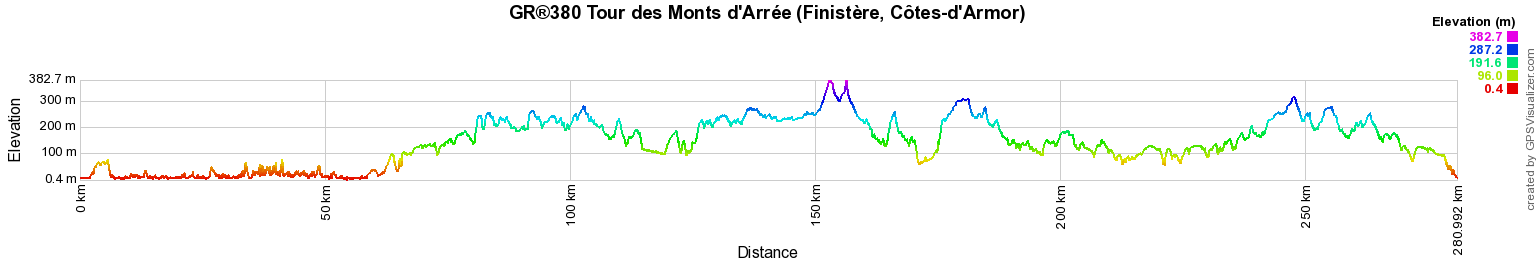 GR®380 Tour des Monts d'Arrée (Finistère, Côtes-d'Armor)
Elevation (m)
382.7
287.2
191.6
96.0
0.4
382.7 m
300 m
200 m
100 m
0.4 m
Elevation
0 km
50 km
100 km
150 km
200 km
250 km
280.992 km
Distance
created by GPSVisualizer.com